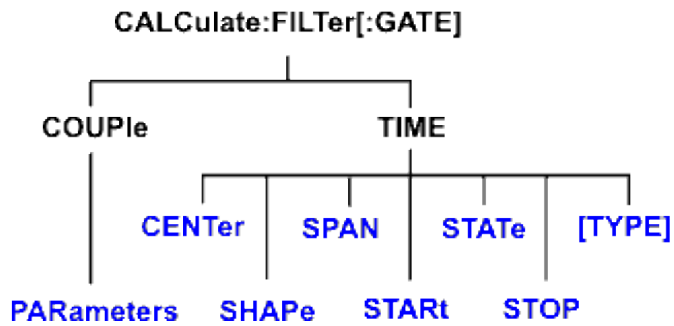 CALCulate:FILTer[:GATE]
COUPle TIME
CENTer SPAN STATe [TYPE]
PARameters SHAPe STARt STOP